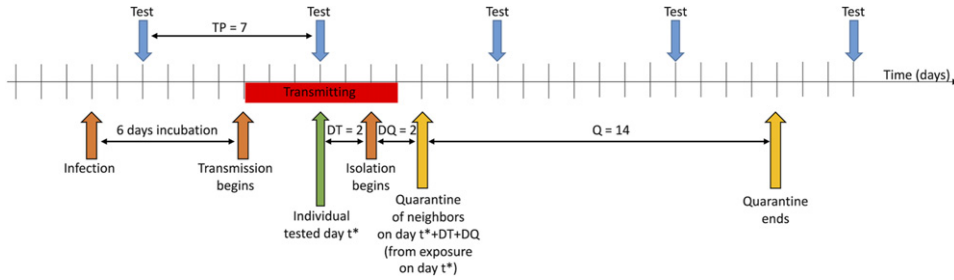 Test Test Test Test Test
TP = 7
Time (days)
Transmitting
6 days incubation
DT = 2
DQ = 2
Q = 14
Infection
Transmission
begins
Isolation
begins
Individual
tested day t*
Quarantine
of neighbors
on day t*+DT+DQ
(from exposure
on day t*)
Quarantine
ends